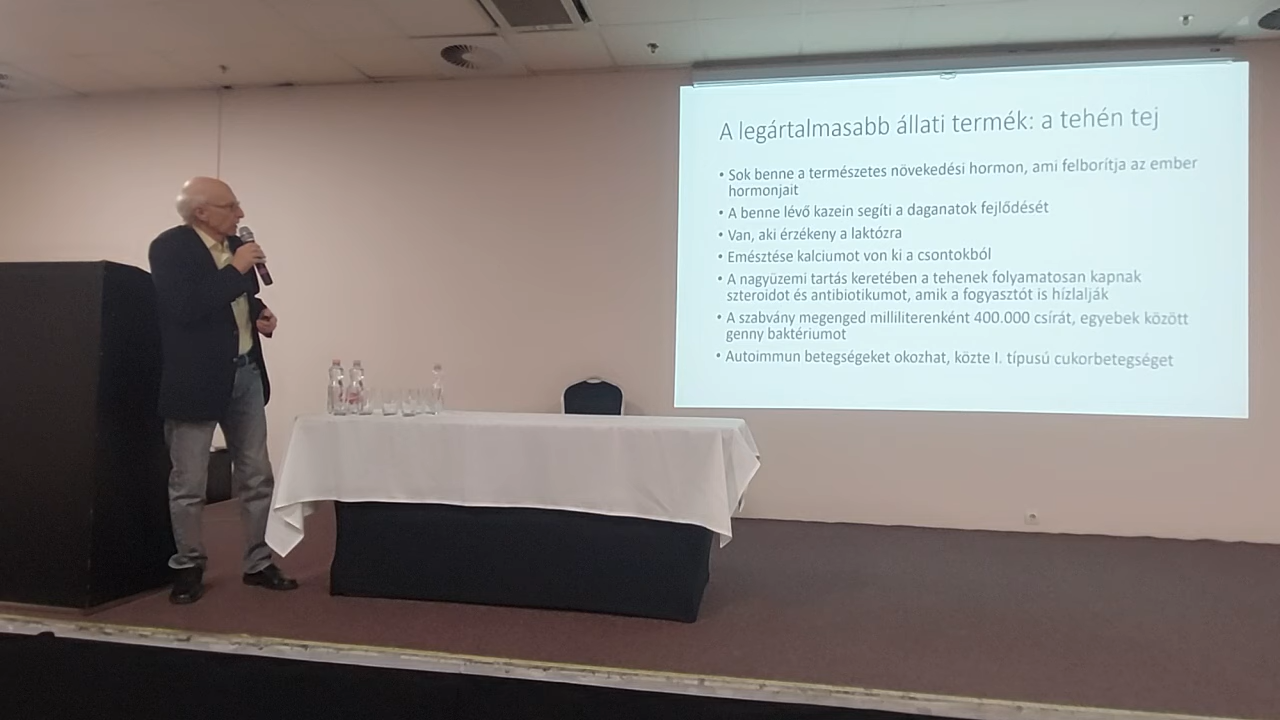 A legártalmasabb állati termék: a tehén tej
• Sok benne a természetes növekedési hormon, ami felborítja az ember
hormonjait
• A benne lévő kazein segíti a daganatok fejlődését
• Van, aki érzékeny a laktózra
• Emésztése kalciumot von ki a csontokból
• A nagyüzemi tartás keretében a tehenek folyamatosan kapnak
szteroidot és antibiotikumot, amik a fogyasztót is hízlalják
• A szabvány megenged milliliterenként 400.000 csírát, egyebek között
genny baktériumot
• Autoimmun betegségeket okozhat, közte I. típusú cukorbetegséget